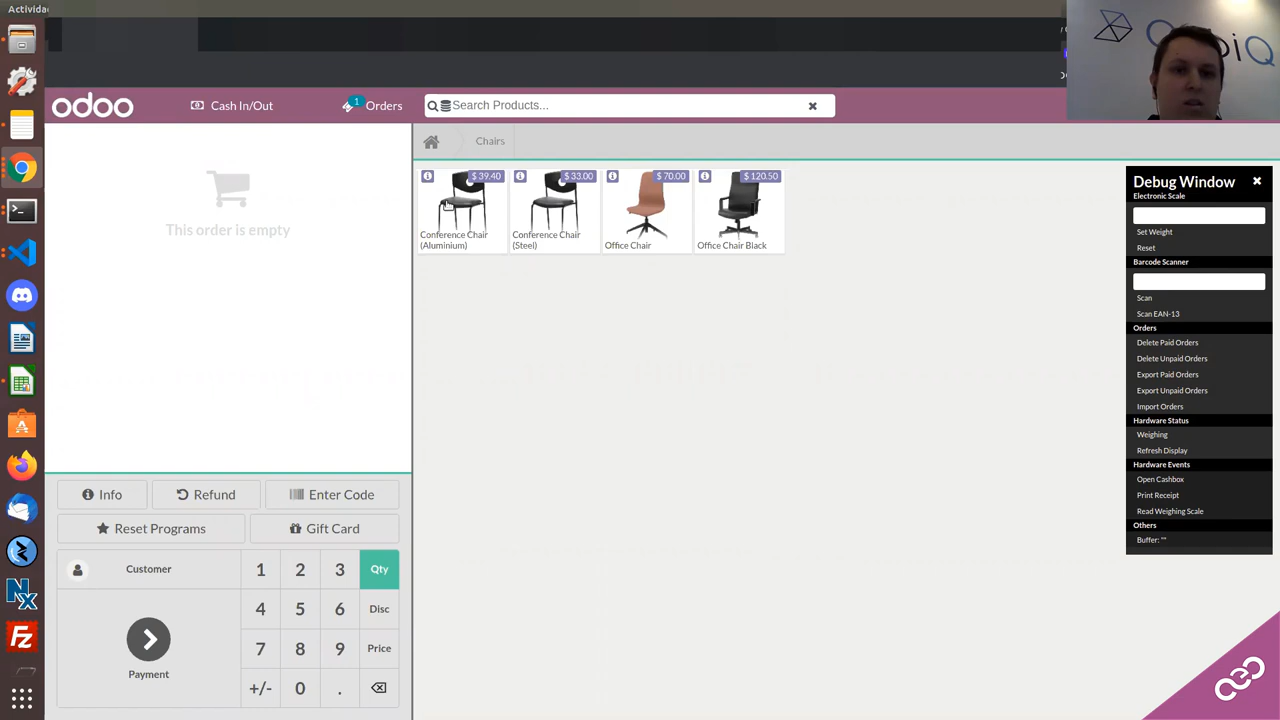 Actividad
odoo
Cash In/Out
1
Orders
Search Products...
Chairs
This order is empty
$ 39.40
Conference Chair
(Aluminium)
$ 33.00
Conference Chair
(Steel)
$ 70.00
Office Chair
$ 120.50
Office Chair Black
Debug Window
Electronic Scale
Set Weight
Reset
Barcode Scanner
Scan
Scan EAN-13
Orders
Delete Paid Orders
Delete Unpaid Orders
Export Paid Orders
Export Unpaid Orders
Import Orders
Hardware Status
Weighing
Refresh Display
Hardware Events
Open Cashbox
Print Receipt
Read Weighing Scale
Others
Buffer: ""
Info
Refund
Enter Code
Reset Programs
Gift Card
Customer
1 2 3 Qty
4 5 6 Disc
7 8 9 Price
+/- 0 .
Payment